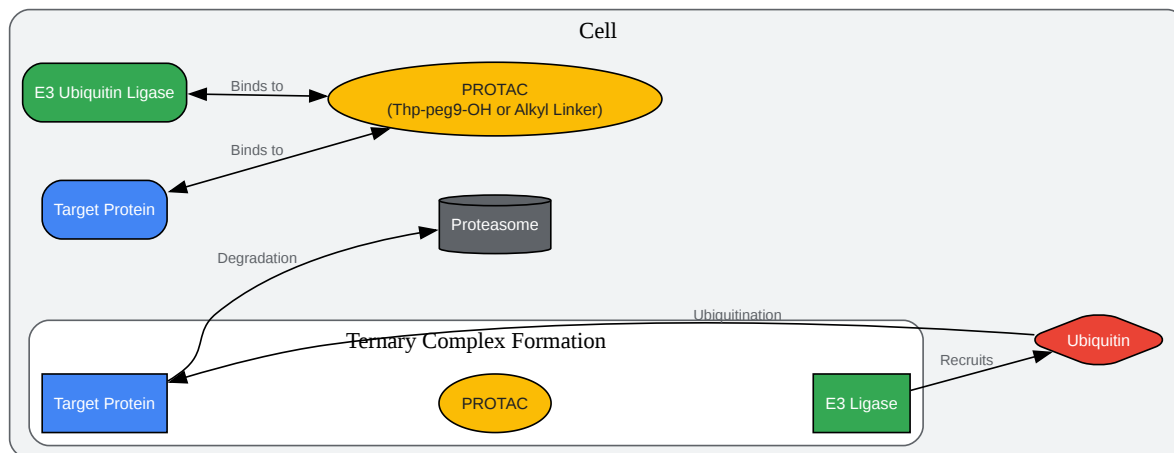 Cell
E3 Ubiquitin Ligase
Binds to
PROTAC
(Thp-peg9-OH or Alkyl Linker)
Binds to
Target Protein
Proteasome
Degradation
Ubiquitination
Ternary Complex Formation
Ubiquitin
Recruits
Target Protein
PROTAC
E3 Ligase